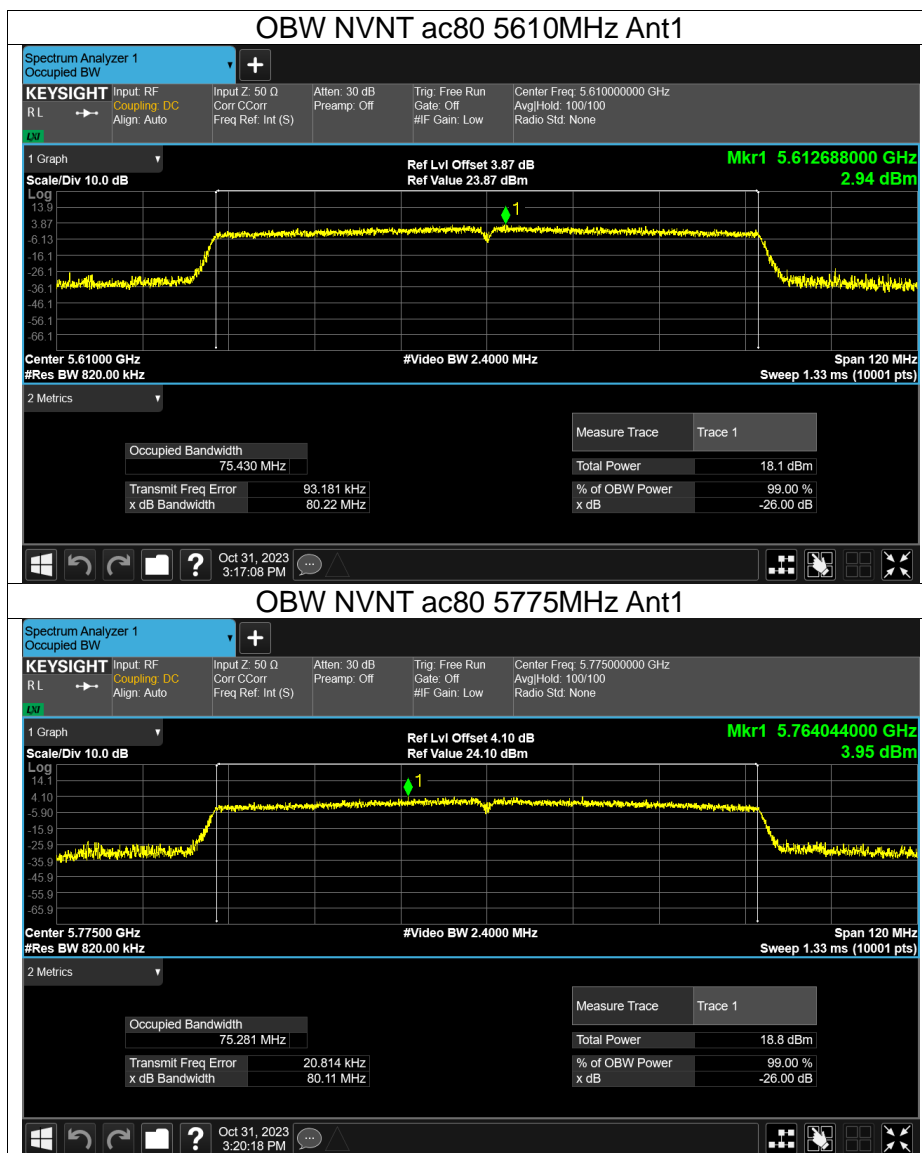 OBW NVNT ac80 5610MHz Ant1
Spectrum Analyzer 1
Occupied BW
KEYSIGHT Input: RF Input Z: 50 Ω Atten: 30 dB Trig: Free Run Center Freq: 5.610000000 GHz
R L Coupling: DC Corr CCorr Preamp: Off Gate: Off Avg|Hold: 100/100
Align: Auto Freq Ref: Int (S) #IF Gain: Low Radio Std: None
LXI
1 Graph Ref Lvl Offset 3.87 dB Mkr1 5.612688000 GHz
Scale/Div 10.0 dB Ref Value 23.87 dBm 2.94 dBm
Log
13.9
1
3.87
-6.13
-16.1
-26.1
-36.1
-46.1
-56.1
-66.1
Center 5.61000 GHz #Video BW 2.4000 MHz Span 120 MHz
#Res BW 820.00 kHz Sweep 1.33 ms (10001 pts)
2 Metrics
Measure Trace Trace 1
Occupied Bandwidth
75.430 MHz Total Power 18.1 dBm
Transmit Freq Error 93.181 kHz % of OBW Power 99.00 %
x dB Bandwidth 80.22 MHz x dB -26.00 dB
? Oct 31, 2023
3:17:08 PM
OBW NVNT ac80 5775MHz Ant1
Spectrum Analyzer 1
Occupied BW
KEYSIGHT Input: RF Input Z: 50 Ω Atten: 30 dB Trig: Free Run Center Freq: 5.775000000 GHz
R L Coupling: DC Corr CCorr Preamp: Off Gate: Off Avg|Hold: 100/100
Align: Auto Freq Ref: Int (S) #IF Gain: Low Radio Std: None
LXI
1 Graph Ref Lvl Offset 4.10 dB Mkr1 5.764044000 GHz
Scale/Div 10.0 dB Ref Value 24.10 dBm 3.95 dBm
Log
14.1
1
4.10
-5.90
-15.9
-25.9
-35.9
-45.9
-55.9
-65.9
Center 5.77500 GHz #Video BW 2.4000 MHz Span 120 MHz
#Res BW 820.00 kHz Sweep 1.33 ms (10001 pts)
2 Metrics
Measure Trace Trace 1
Occupied Bandwidth
75.281 MHz Total Power 18.8 dBm
Transmit Freq Error 20.814 kHz % of OBW Power 99.00 %
x dB Bandwidth 80.11 MHz x dB -26.00 dB
? Oct 31, 2023
3:20:18 PM